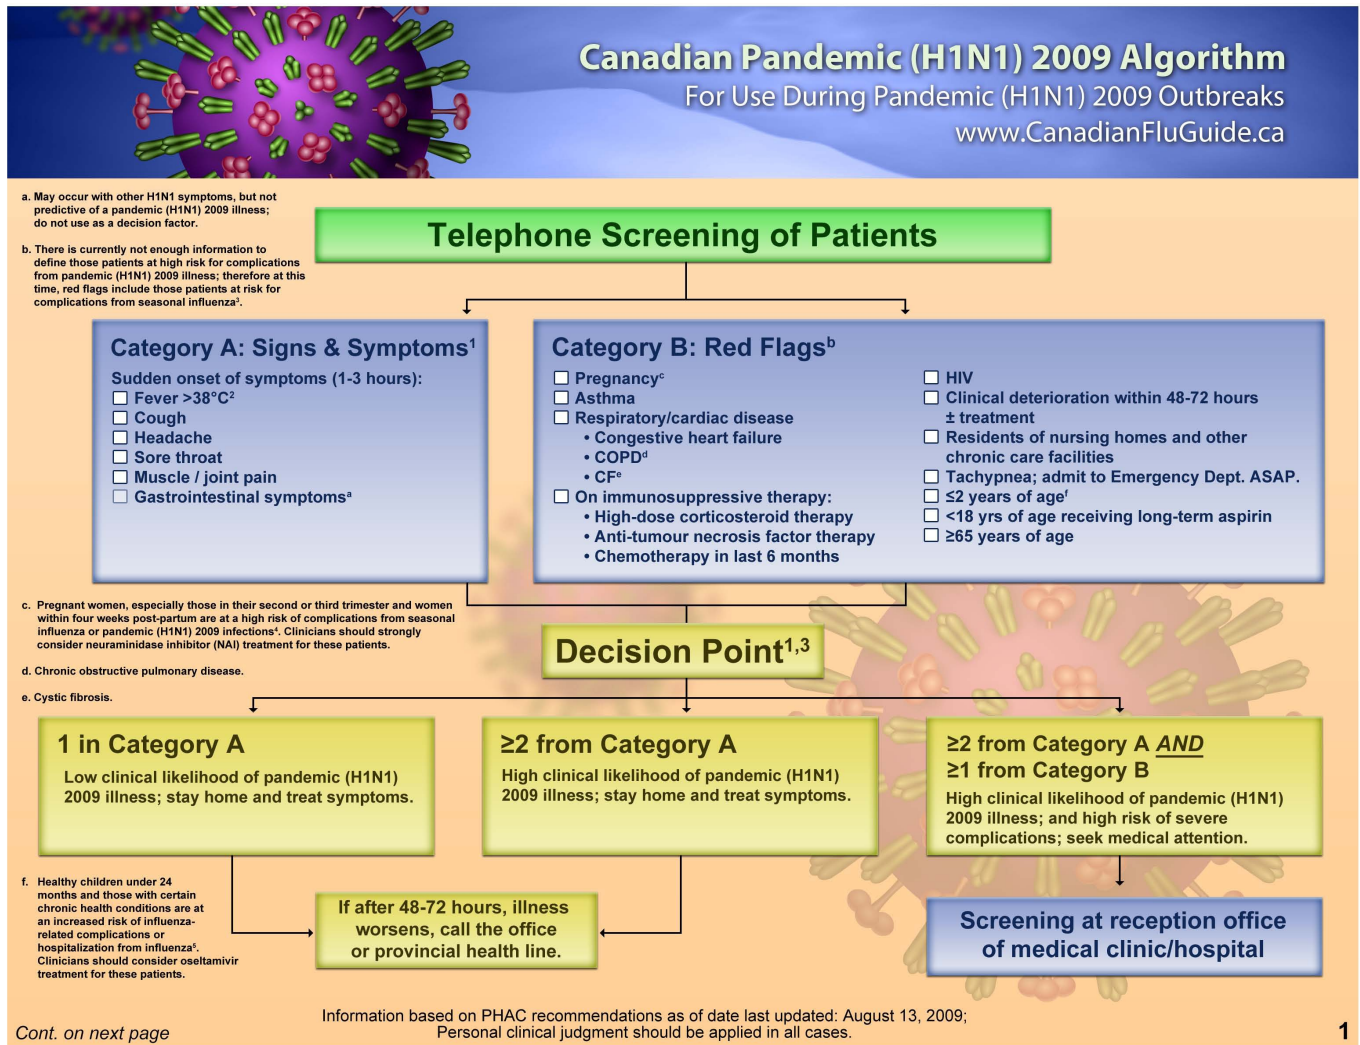 Canadian Pandemic (H1N1) 2009 Algorithm
For Use During Pandemic (H1N1) 2009 Outbreaks
www.CanadianFluGuide.ca
a. May occur with other H1N1 symptoms, but not
predictive of a pandemic (H1N1) 2009 illness;
do not use as a decision factor.
b. There is currently not enough information to
define those patients at high risk for complications
from pandemic (H1N1) 2009 illness; therefore at this
time, red flags include those patients at risk for
complications from seasonal influenza³.
Telephone Screening of Patients
Category A: Signs & Symptoms¹
Sudden onset of symptoms (1-3 hours):
☐ Fever >38°C²
☐ Cough
☐ Headache
☐ Sore throat
☐ Muscle / joint pain
☐ Gastrointestinal symptomsᵃ
Category B: Red Flagsᵇ
☐ Pregnancyᶜ
☐ Asthma
☐ Respiratory/cardiac disease
• Congestive heart failure
• COPDᵈ
• CFᵉ
☐ On immunosuppressive therapy:
• High-dose corticosteroid therapy
• Anti-tumour necrosis factor therapy
• Chemotherapy in last 6 months
☐ HIV
☐ Clinical deterioration within 48-72 hours
± treatment
☐ Residents of nursing homes and other
chronic care facilities
☐ Tachypnea; admit to Emergency Dept. ASAP.
☐ ≤2 years of ageᶠ
☐ <18 yrs of age receiving long-term aspirin
☐ ≥65 years of age
c. Pregnant women, especially those in their second or third trimester and women
within four weeks post-partum are at a high risk of complications from seasonal
influenza or pandemic (H1N1) 2009 infections⁴. Clinicians should strongly
consider neuraminidase inhibitor (NAI) treatment for these patients.
d. Chronic obstructive pulmonary disease.
e. Cystic fibrosis.
Decision Point¹,³
1 in Category A
Low clinical likelihood of pandemic (H1N1)
2009 illness; stay home and treat symptoms.
≥2 from Category A
High clinical likelihood of pandemic (H1N1)
2009 illness; stay home and treat symptoms.
≥2 from Category A AND
≥1 from Category B
High clinical likelihood of pandemic (H1N1)
2009 illness; and high risk of severe
complications; seek medical attention.
f. Healthy children under 24
months and those with certain
chronic health conditions are at
an increased risk of influenza-
related complications or
hospitalization from influenza⁵.
Clinicians should consider oseltamivir
treatment for these patients.
If after 48-72 hours, illness
worsens, call the office
or provincial health line.
Screening at reception office
of medical clinic/hospital
Information based on PHAC recommendations as of date last updated: August 13, 2009;
Personal clinical judgment should be applied in all cases.
Cont. on next page
1